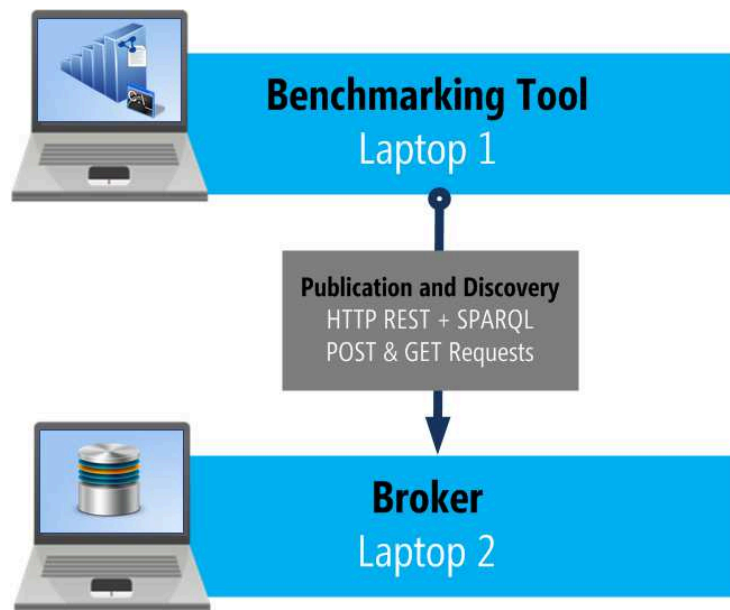 Benchmarking Tool
Laptop 1
Publication and Discovery
HTTP REST + SPARQL
POST & GET Requests
Broker
Laptop 2